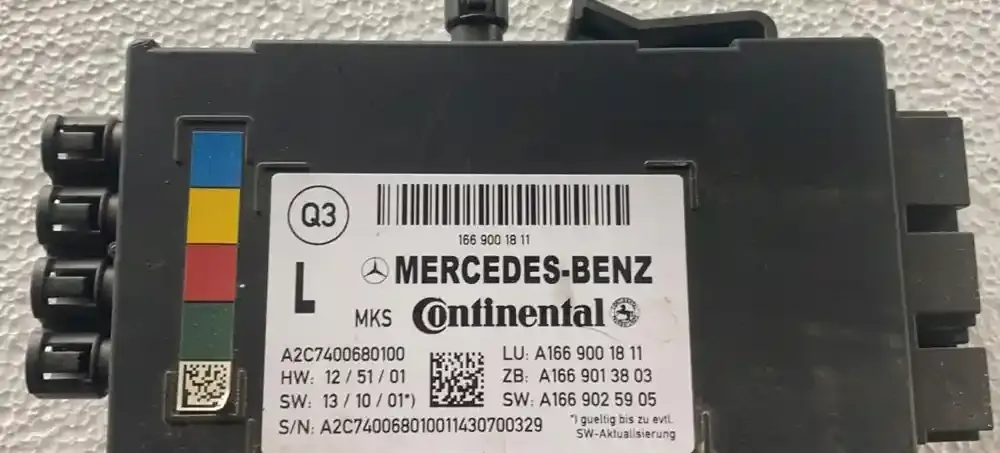 Q3
166 900 18 11
L
MERCEDES-BENZ
MKS Continental
A2C7400680100
HW: 12 / 51 / 01
SW: 13 / 10 / 01*)
LU: A166 900 18 11
ZB: A166 901 38 03
SW: A166 902 59 05
S/N: A2C74006801001143070​0329
*) gueltig bis zu evtl.
SW-Aktualisierung